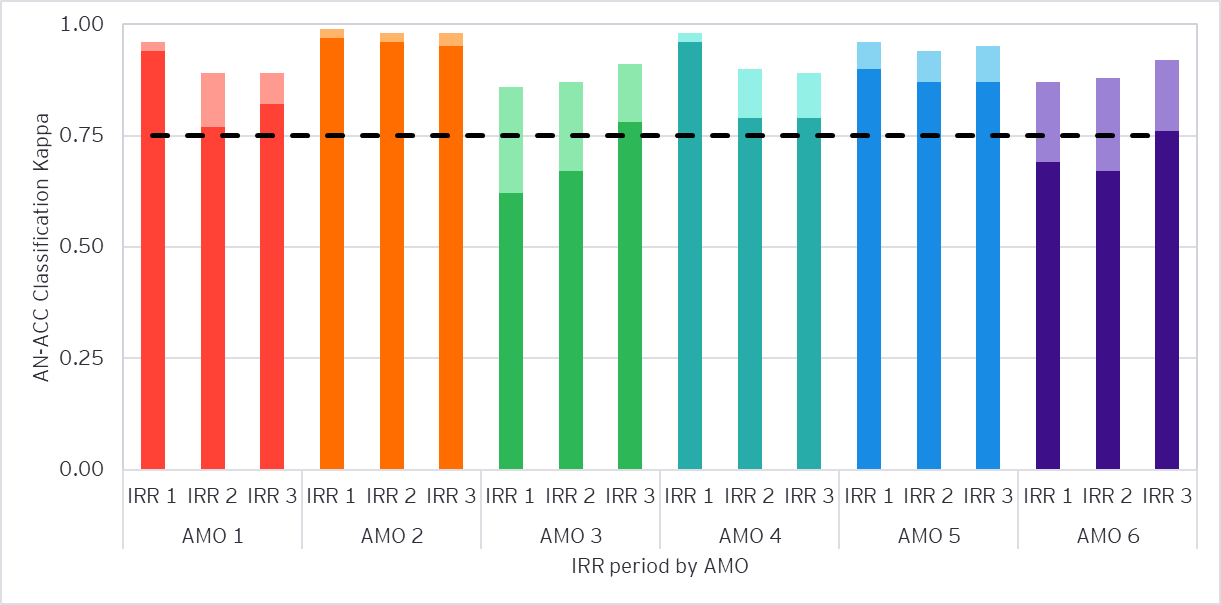 AN-ACC Classification Kappa
1.00
0.75
0.50
0.25
0.00
IRR 1 IRR 2 IRR 3 IRR 1 IRR 2 IRR 3 IRR 1 IRR 2 IRR 3 IRR 1 IRR 2 IRR 3 IRR 1 IRR 2 IRR 3 IRR 1 IRR 2 IRR 3
AMO 1 AMO 2 AMO 3 AMO 4 AMO 5 AMO 6
IRR period by AMO